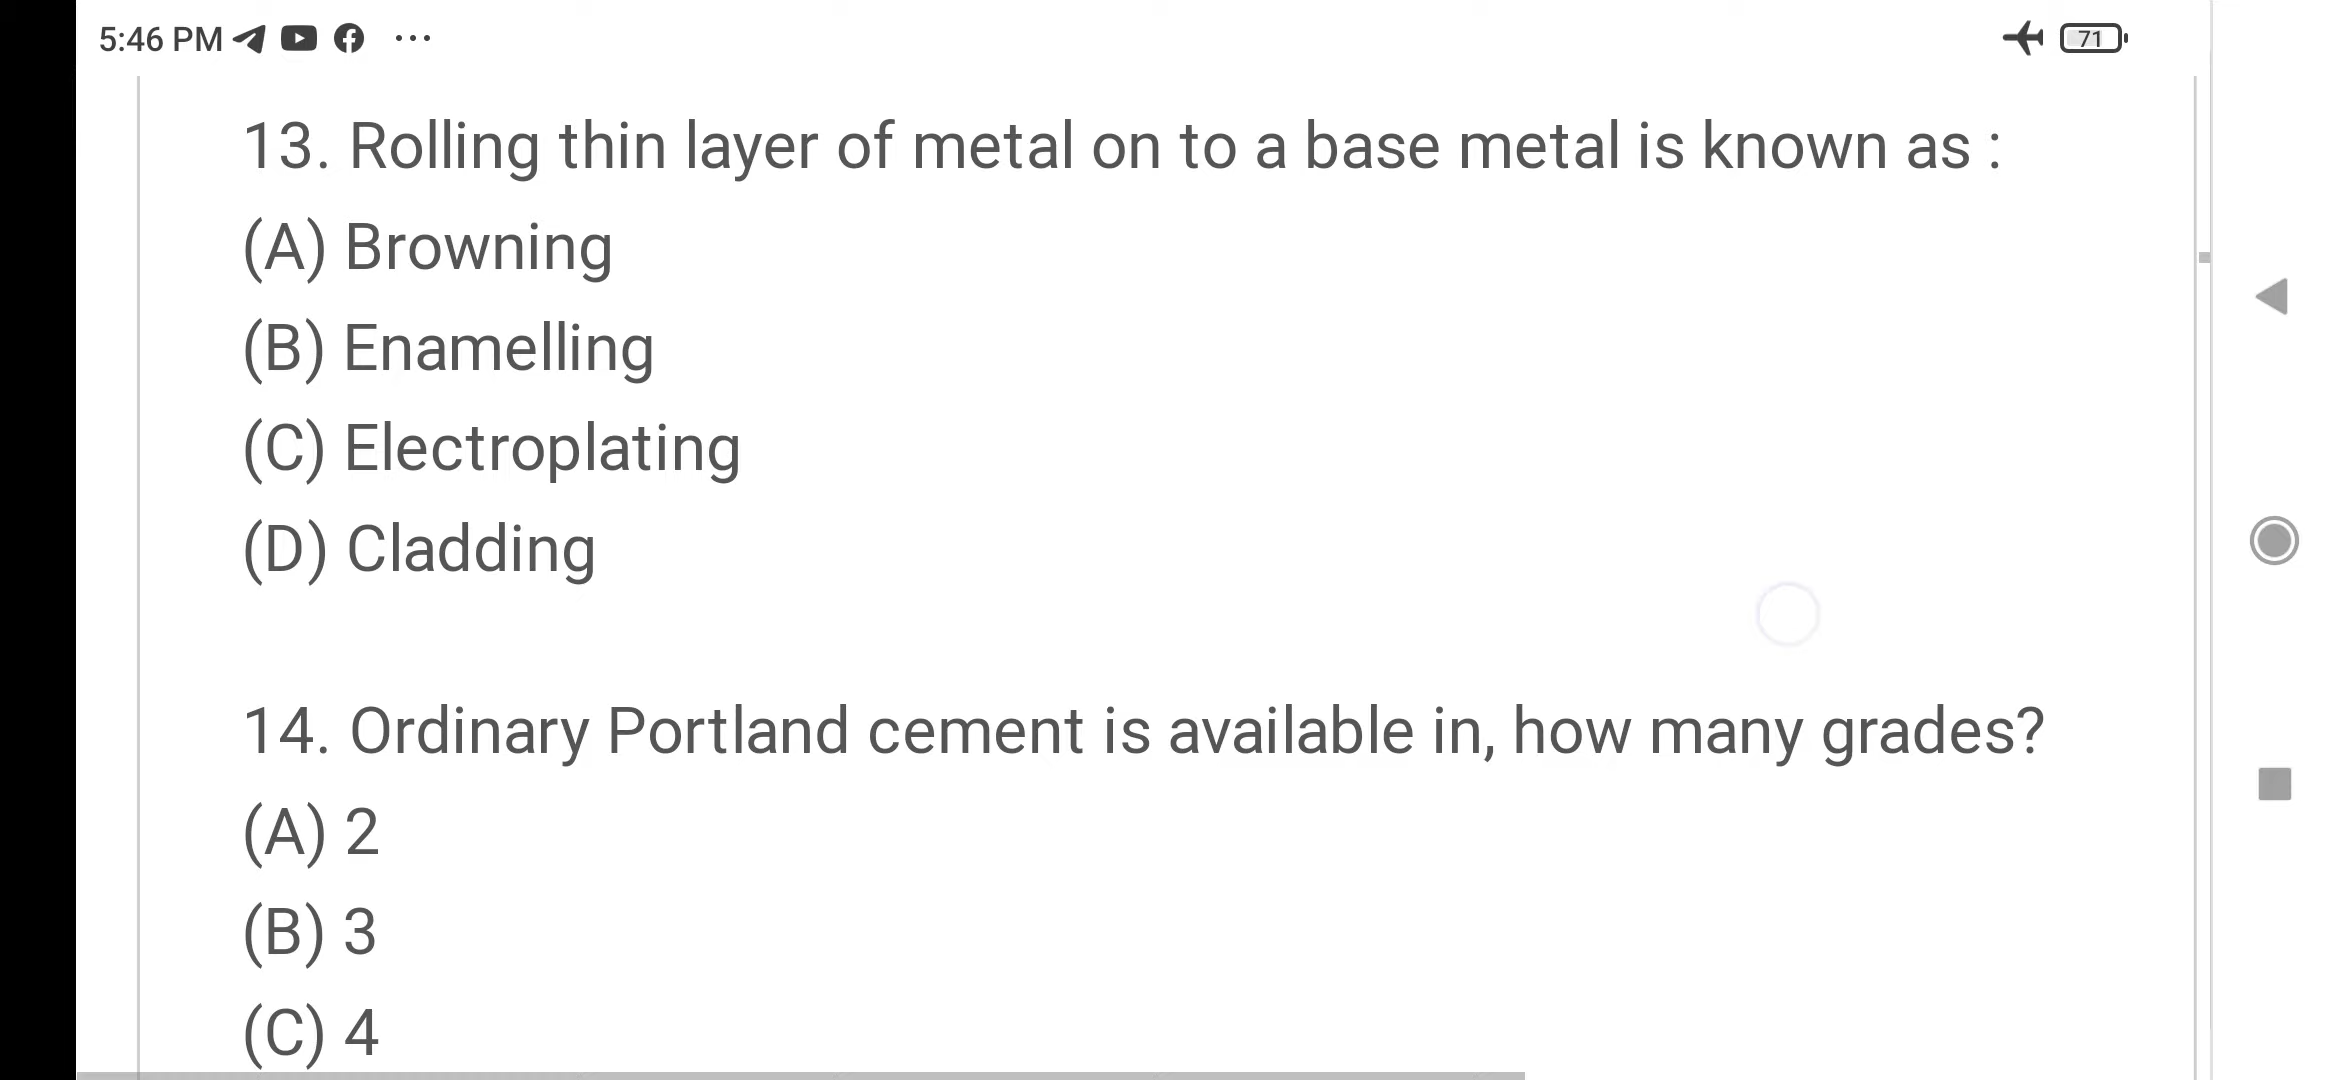 5:46 PM ...
71
13. Rolling thin layer of metal on to a base metal is known as :
(A) Browning
(B) Enamelling
(C) Electroplating
(D) Cladding
14. Ordinary Portland cement is available in, how many grades?
(A) 2
(B) 3
(C) 4